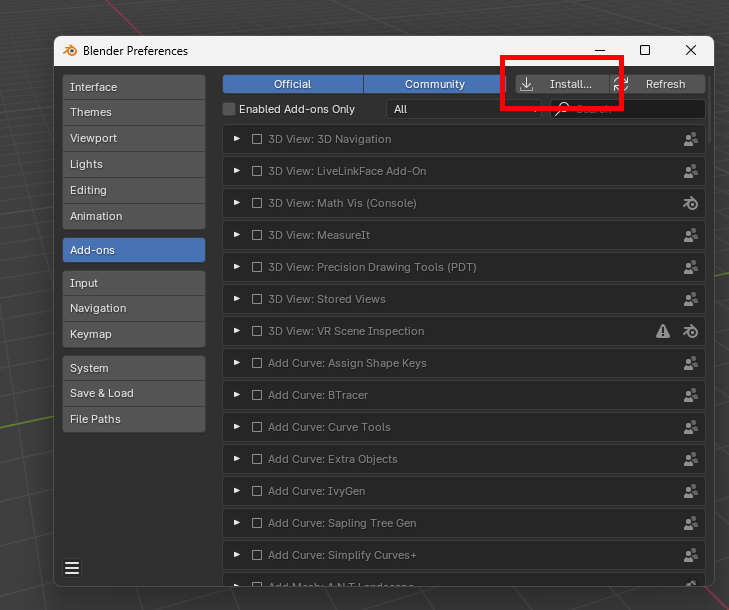 Blender Preferences
Interface
Themes
Viewport
Lights
Editing
Animation
Add-ons
Input
Navigation
Keymap
System
Save & Load
File Paths
Official
Community
Install...
Refresh
Enabled Add-ons Only
All
Search
3D View: 3D Navigation
3D View: LiveLinkFace Add-On
3D View: Math Vis (Console)
3D View: MeasureIt
3D View: Precision Drawing Tools (PDT)
3D View: Stored Views
3D View: VR Scene Inspection
Add Curve: Assign Shape Keys
Add Curve: BTracer
Add Curve: Curve Tools
Add Curve: Extra Objects
Add Curve: IvyGen
Add Curve: Sapling Tree Gen
Add Curve: Simplify Curves+
Add Mesh: A.N.T.Landscape